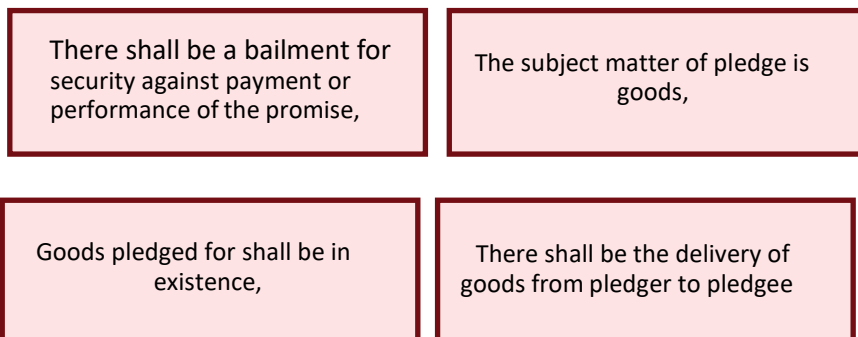 There shall be a bailment for
security against payment or
performance of the promise,
The subject matter of pledge is
goods,
Goods pledged for shall be in
existence,
There shall be the delivery of
goods from pledger to pledgee